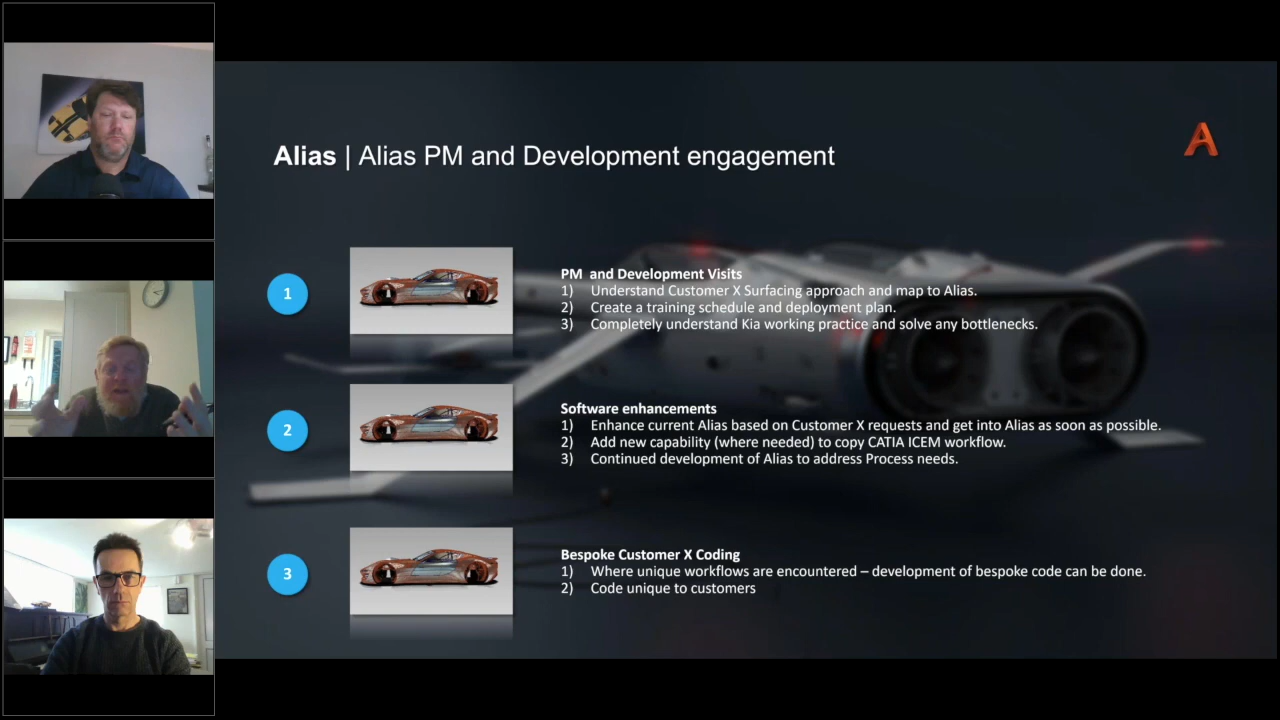 Alias | Alias PM and Development engagement
1
PM and Development Visits
1) Understand Customer X Surfacing approach and map to Alias.
2) Create a training schedule and deployment plan.
3) Completely understand Kia working practice and solve any bottlenecks.
2
Software enhancements
1) Enhance current Alias based on Customer X requests and get into Alias as soon as possible.
2) Add new capability (where needed) to copy CATIA ICEM workflow.
3) Continued development of Alias to address Process needs.
3
Bespoke Customer X Coding
1) Where unique workflows are encountered – development of bespoke code can be done.
2) Code unique to customers